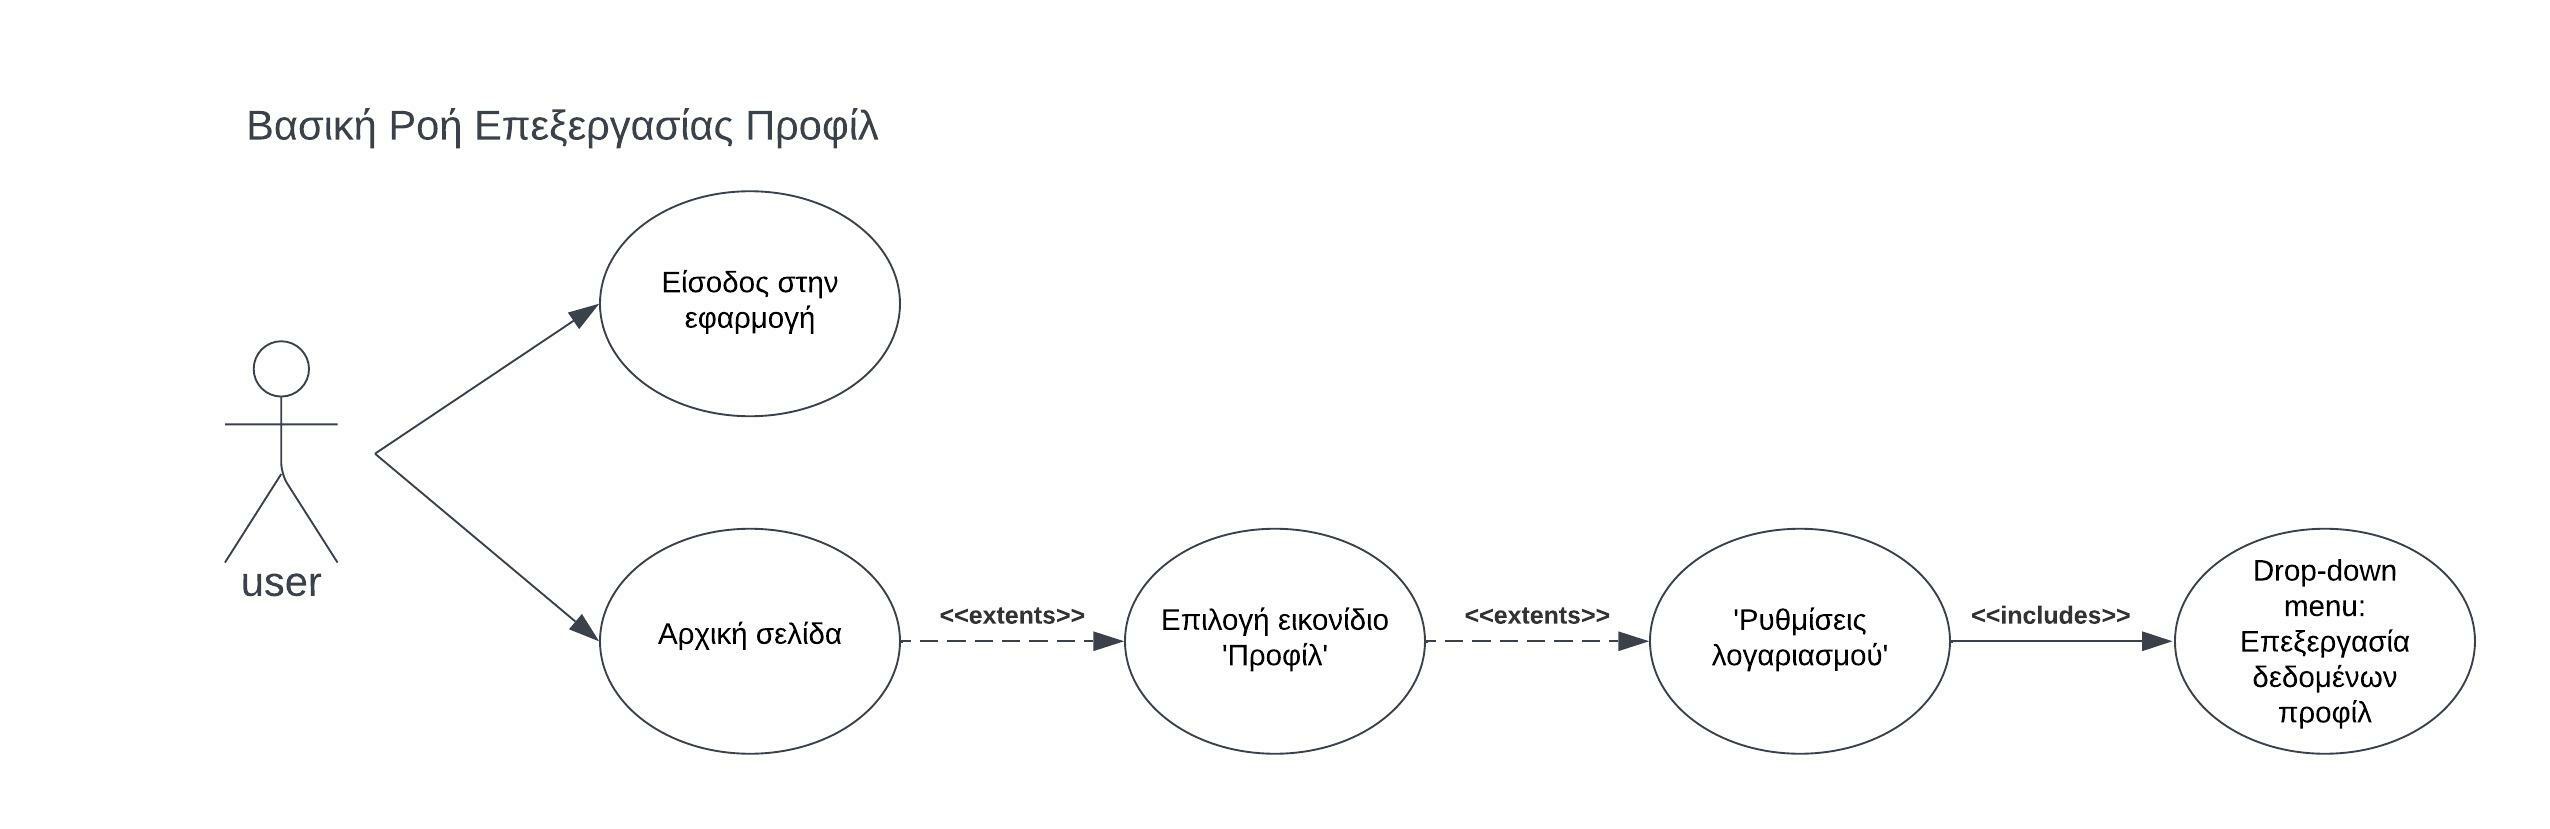 Βασική Ροή Επεξεργασίας Προφίλ
Είσοδος στην
εφαρμογή
user
Αρχική σελίδα
<<extents>>
Επιλογή εικονίδιο
'Προφίλ'
<<extents>>
'Ρυθμίσεις
λογαριασμού'
<<includes>>
Drop-down
menu:
Επεξεργασία
δεδομένων
προφίλ